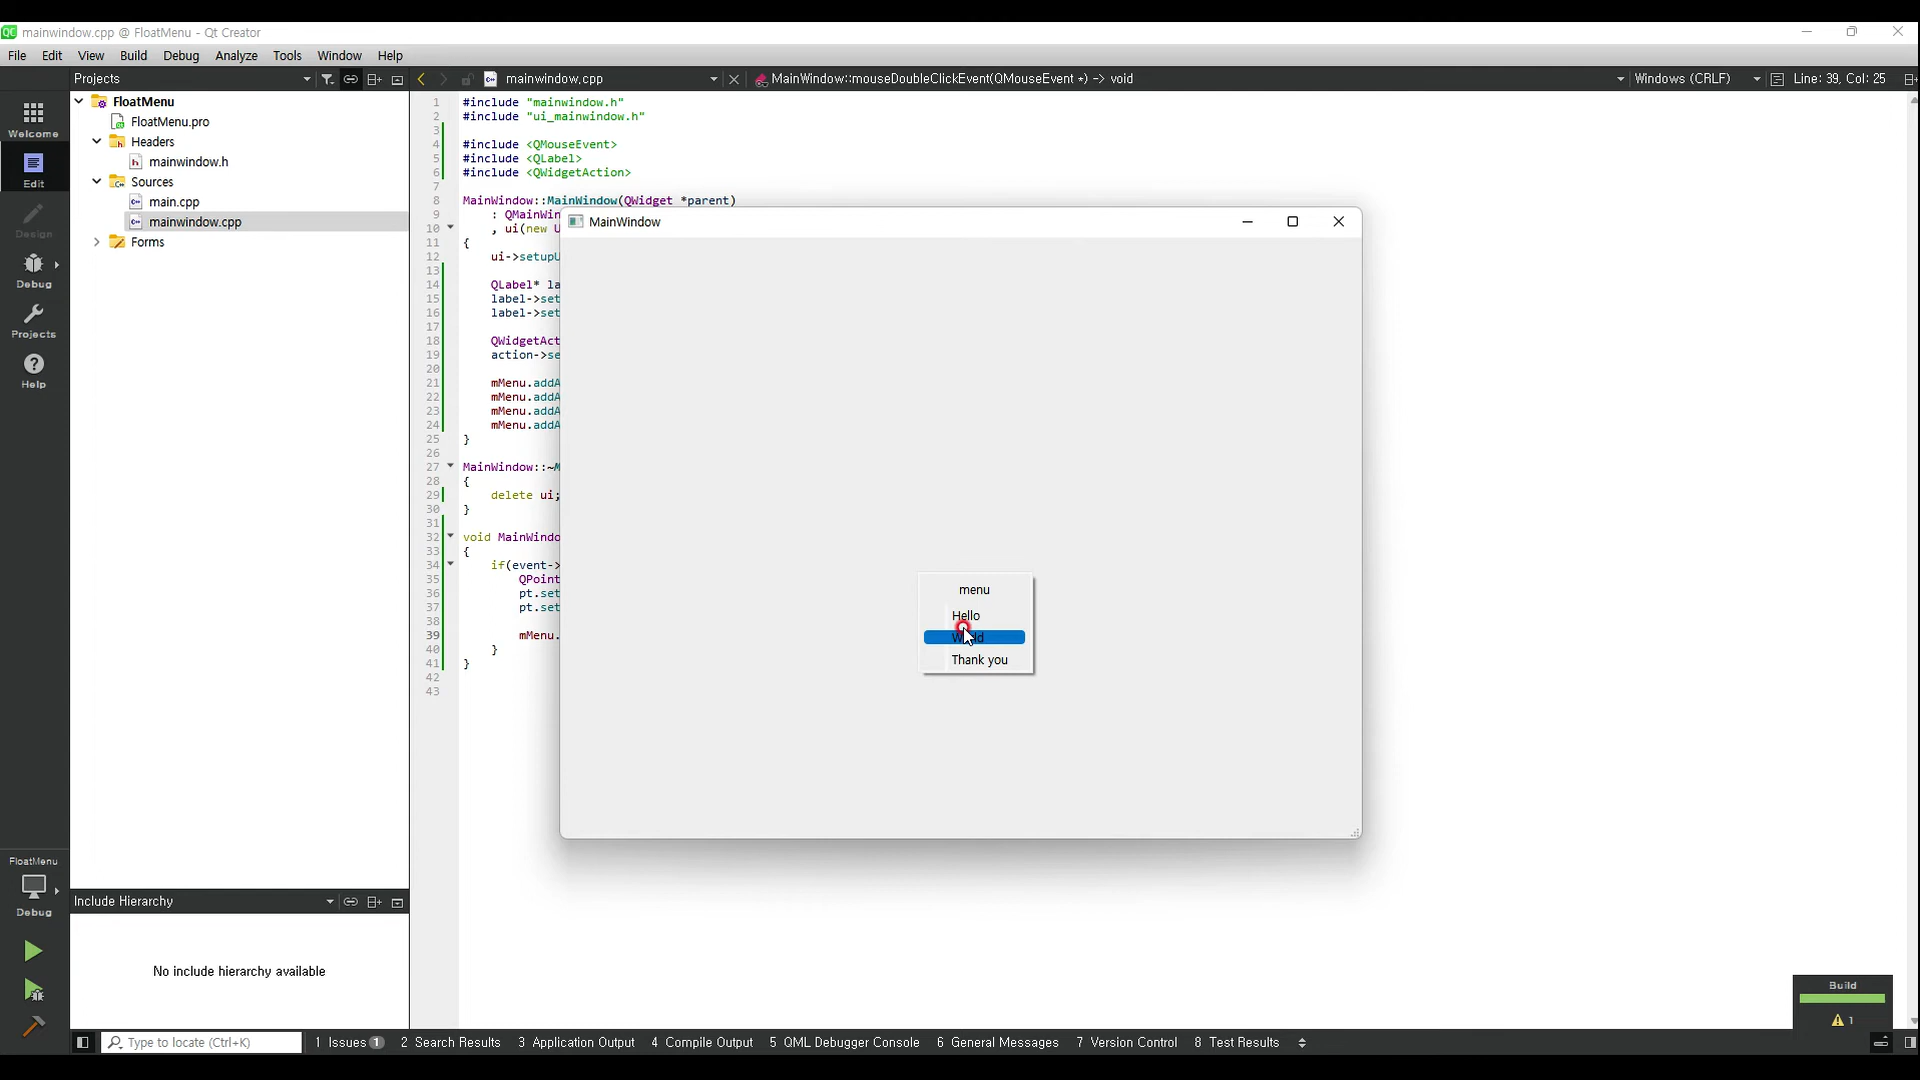 mainwindow.cpp @ FloatMenu - Qt Creator
File Edit View Build Debug Tools Analyze Window Help
Projects
mainwindow.cpp
MainWindow::mouseDoubleClickEvent(QMouseEvent *) -> void
Windows (CRLF)
Line: 39, Col: 25
Welcome
Edit
Design
Debug
Projects
Help
FloatMenu
Debug
FloatMenu
FloatMenu.pro
Headers
mainwindow.h
Sources
main.cpp
mainwindow.cpp
Forms
Include Hierarchy
No include hierarchy available
1 #include "mainwindow.h"
2 #include "ui_mainwindow.h"
3
4 #include <QMouseEvent>
5 #include <QLabel>
6 #include <QWidgetAction>
7
8 MainWindow::MainWindow(QWidget *parent)
9 : QMainWin
10 , ui(new U
11 {
12 ui->setupU
13
14 QLabel* la
15 label->set
16 label->set
17
18 QWidgetAct
19 action->se
20
21 mMenu.addA
22 mMenu.addA
23 mMenu.addA
24 mMenu.addA
25 }
26
27 MainWindow::~M
28 {
29 delete ui;
30 }
31
32 void MainWindo
33 {
34 if(event->
35 QPoint
36 pt.set
37 pt.set
38
39 mMenu.
40 }
41 }
42
43
MainWindow
menu
Hello
Thank you
Build
1
Type to locate (Ctrl+K)
1 Issues 1
2 Search Results
3 Application Output
4 Compile Output
5 QML Debugger Console
6 General Messages
7 Version Control
8 Test Results